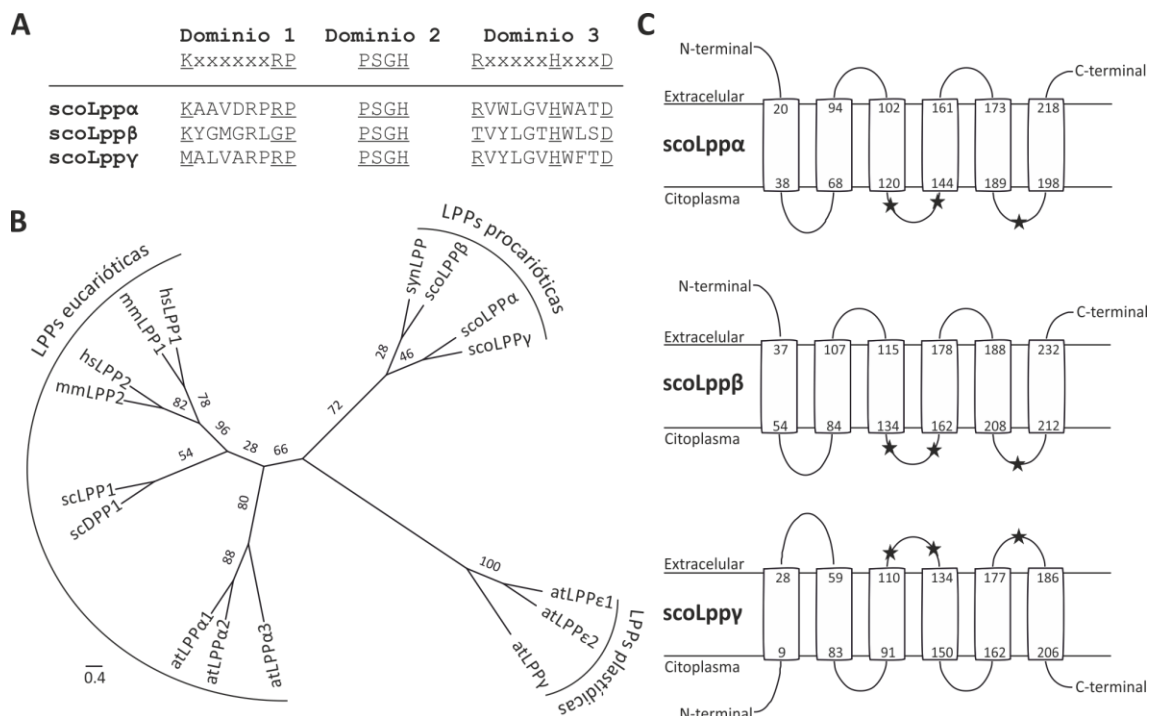 A
Dominio 1 Dominio 2 Dominio 3
KxxxxxxRP PSGH RxxxxxHxxxD
scoLppα KAAVDRPRP PSGH RVWLGVHWATD
scoLppβ KYGMGRLGP PSGH TVYLGTHWLSD
scoLppγ MALVARPRP PSGH RVYLGVHWFTD
B
LPPs eucarióticas
LPPs procarióticas
LPPs plastídicas
synLPP
scoLPPβ
scoLPPα
scoLPPγ
28
46
72
hsLPP1
mmLPP1
hsLPP2
mmLPP2
82
78
96
54
28
66
scLPP1
scDPP1
80
88
atLPPα1
atLPPα2
atLPPα3
100
atLPPε1
atLPPε2
atLPPγ
0.4
C
N-terminal
C-terminal
Extracelular
20 94 102 161 173 218
scoLppα
38 68 120 144 189 198
Citoplasma
N-terminal
C-terminal
Extracelular
37 107 115 178 188 232
scoLppβ
54 84 134 162 208 212
Citoplasma
Extracelular
28 59 110 134 177 186
scoLppγ
9 83 91 150 162 206
Citoplasma
C-terminal
N-terminal